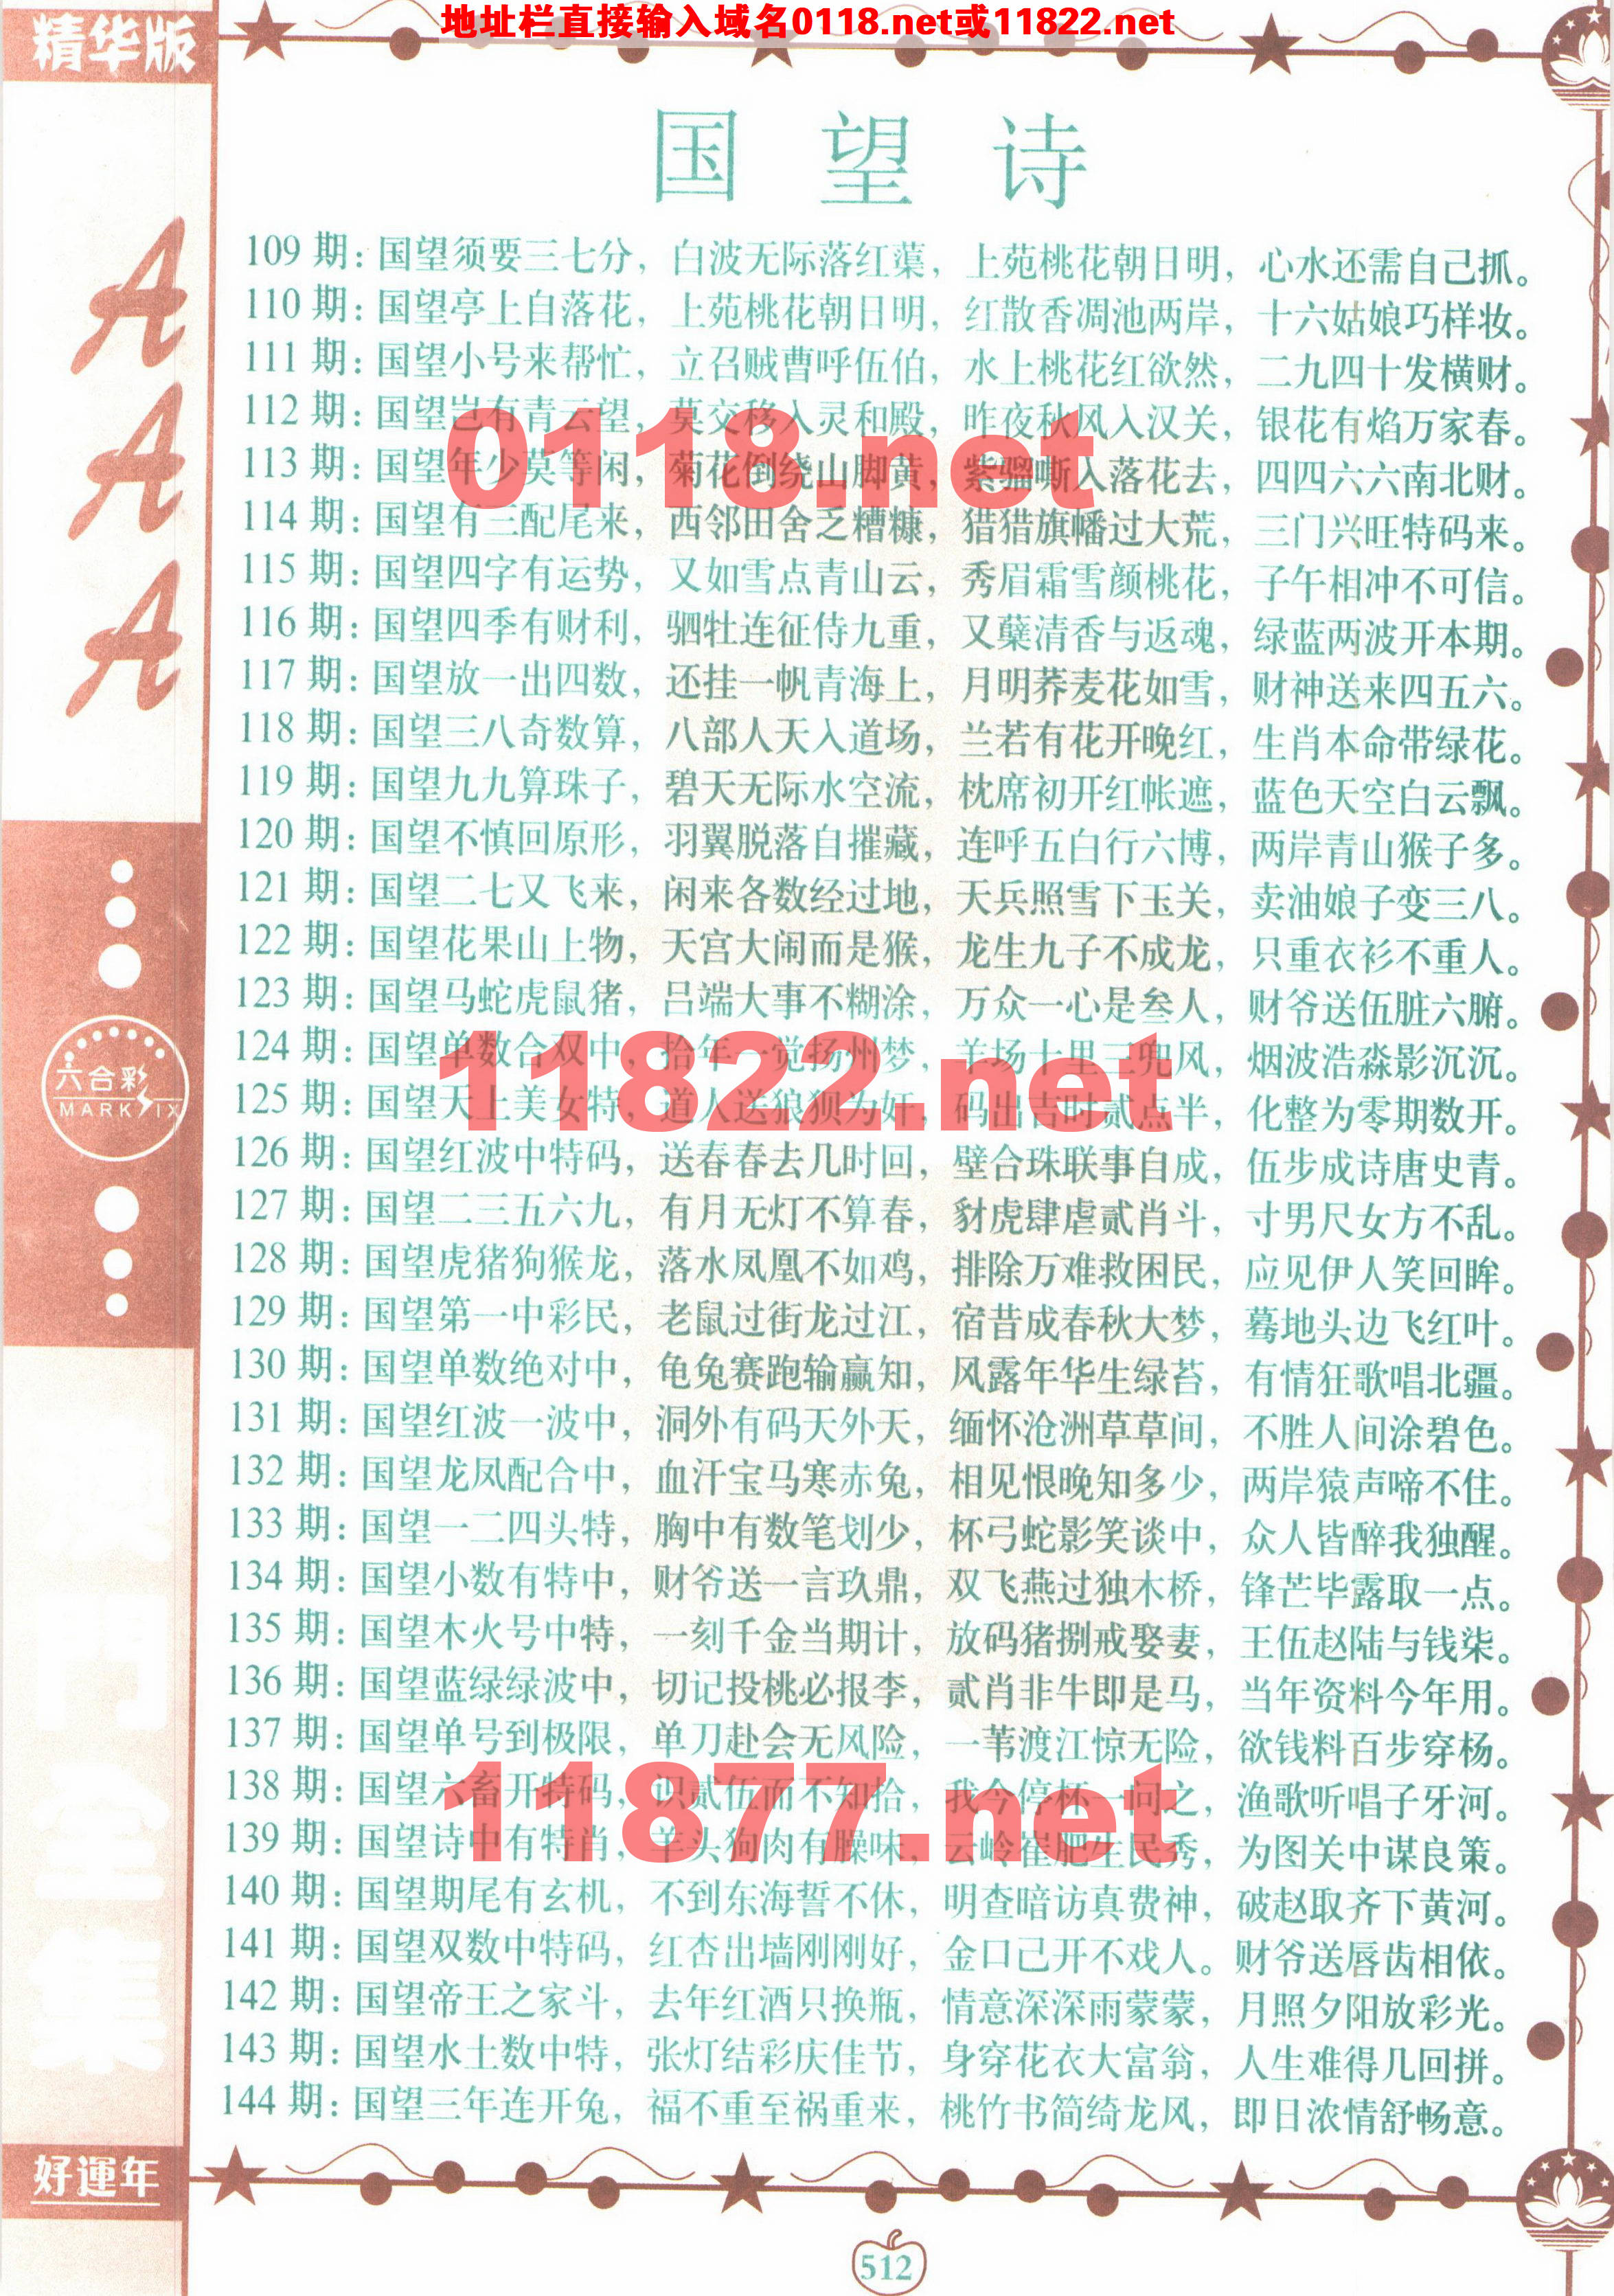 地址栏直接输入域名0118.net或11822.net
精华版
国望诗
109期：国望须要三七分，白波无际落红蕖，上苑桃花朝日明，心水还需自己抓。
110期：国望亭上自落花，上苑桃花朝日明，红散香凋池两岸，十六姑娘巧样妆。
111期：国望小号来帮忙，立召贼曹呼伍伯，水上桃花红欲然，二九四十发横财。
112期：国望岂有青云望，莫交移入灵和殿，昨夜秋风入汉关，银花有焰万家春。
113期：国望年少莫等闲，菊花倒绕山脚黄，紫骝嘶入落花去，四四六六南北财。
114期：国望有三配尾来，西邻田舍乏糟糠，猎猎旗幡过大荒，三门兴旺特码来。
115期：国望四字有运势，又如雪点青山云，秀眉霜雪颜桃花，子午相冲不可信。
116期：国望四季有财利，驷牡连征侍九重，又蘖清香与返魂，绿蓝两波开本期。
117期：国望放一出四数，还挂一帆青海上，月明荞麦花如雪，财神送来四五六。
118期：国望三八奇数算，八部人天入道场，兰若有花开晚红，生肖本命带绿花。
119期：国望九九算珠子，碧天无际水空流，枕席初开红帐遮，蓝色天空白云飘。
120期：国望不慎回原形，羽翼脱落自摧藏，连呼五白行六博，两岸青山猴子多。
121期：国望二七又飞来，闲来各数经过地，天兵照雪下玉关，卖油娘子变三八。
122期：国望花果山上物，天宫大闹而是猴，龙生九子不成龙，只重衣衫不重人。
123期：国望马蛇虎鼠猪，吕端大事不糊涂，万众一心是叁人，财爷送伍脏六腑。
124期：国望单数合双中，拾年一觉扬州梦，羊场十里三兜风，烟波浩淼影沉沉。
125期：国望天上美女特，道人送狼狈为奸，码出吉时贰点半，化整为零期数开。
126期：国望红波中特码，送春春去几时回，壁合珠联事自成，伍步成诗唐史青。
127期：国望二三五六九，有月无灯不算春，豺虎肆虐贰肖斗，寸男尺女方不乱。
128期：国望虎猪狗猴龙，落水凤凰不如鸡，排除万难救困民，应见伊人笑回眸。
129期：国望第一中彩民，老鼠过街龙过江，宿昔成春秋大梦，蓦地头边飞红叶。
130期：国望单数绝对中，龟兔赛跑输赢知，风露年华生绿苔，有情狂歌唱北疆。
131期：国望红波一波中，洞外有码天外天，缅怀沧洲草草间，不胜人间涂碧色。
132期：国望龙凤配合中，血汗宝马寒赤兔，相见恨晚知多少，两岸猿声啼不住。
133期：国望一二四头特，胸中有数笔划少，杯弓蛇影笑谈中，众人皆醉我独醒。
134期：国望小数有特中，财爷送一言玖鼎，双飞燕过独木桥，锋芒毕露取一点。
135期：国望木火号中特，一刻千金当期计，放码猪捌戒娶妻，王伍赵陆与钱柒。
136期：国望蓝绿绿波中，切记投桃必报李，贰肖非牛即是马，当年资料今年用。
137期：国望单号到极限，单刀赴会无风险，一苇渡江惊无险，欲钱料百步穿杨。
138期：国望六畜开特码，识贰伍而不知拾，我今停杯一问之，渔歌听唱子牙河。
139期：国望诗中有特肖，羊头狗肉有臊味，云岭崔肥生民秀，为图关中谋良策。
140期：国望期尾有玄机，不到东海誓不休，明查暗访真费神，破赵取齐下黄河。
141期：国望双数中特码，红杏出墙刚刚好，金口己开不戏人。财爷送唇齿相依。
142期：国望帝王之家斗，去年红酒只换瓶，情意深深雨蒙蒙，月照夕阳放彩光。
143期：国望水土数中特，张灯结彩庆佳节，身穿花衣大富翁，人生难得几回拼。
144期：国望三年连开兔，福不重至祸重来，桃竹书简绮龙风，即日浓情舒畅意。
0118.net
11822.net
11877.net
AAA
六合彩
MARK SIX
全集
好運年
512